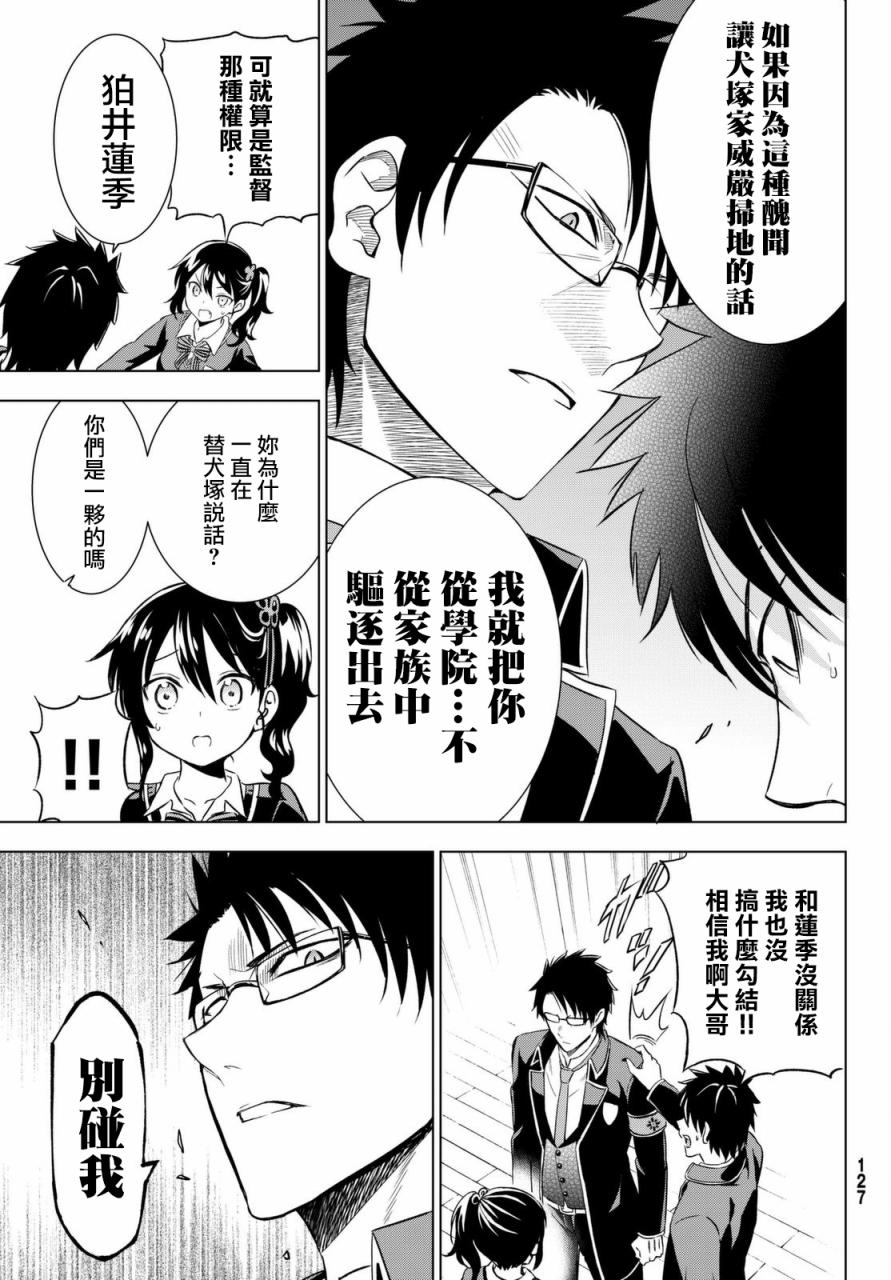 如果因為這種醜聞
讓犬塚家威嚴掃地的話
我就把你
從學院…不
從家族中
驅逐出去
可就算是監督
那種權限…
狛井蓮季
妳為什麼
一直在
替犬塚説話?
你們是一夥的嗎
!!
和蓮季沒關係
我也沒
搞什麼勾結!!
相信我啊大哥
別碰我
127